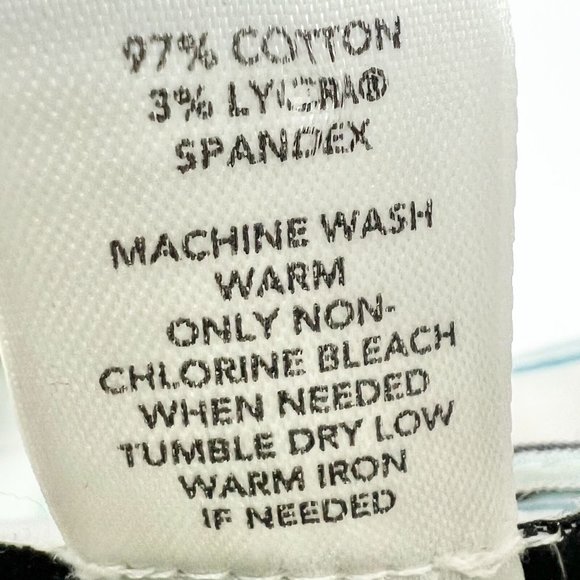 97% COTTON
3% LYCRA®
SPANDEX
MACHINE WASH
WARM
ONLY NON-
CHLORINE BLEACH
WHEN NEEDED
TUMBLE DRY LOW
WARM IRON
IF NEEDED